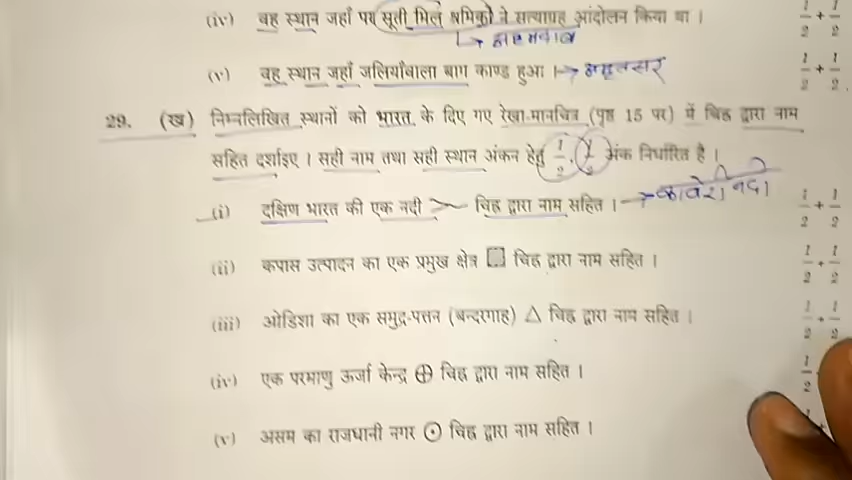 (iv) वह स्थान जहाँ पर सूती मिल श्रमिकों ने सत्याग्रह आंदोलन किया था । 1/2 + 1/2
(v) वह स्थान जहाँ जलियाँवाला बाग काण्ड हुआ । → अमृतसर 1/2 + 1/2
29. (ख) निम्नलिखित स्थानों को भारत के दिए गए रेखा-मानचित्र (पृष्ठ 15 पर) में चिह्न द्वारा नाम
सहित दर्शाइए । सही नाम तथा सही स्थान अंकन हेतु 1/2, 1/2 अंक निर्धारित है ।
(i) दक्षिण भारत की एक नदी चिह्न द्वारा नाम सहित । → कावेरी नदी 1/2 + 1/2
(ii) कपास उत्पादन का एक प्रमुख क्षेत्र चिह्न द्वारा नाम सहित । 1/2 + 1/2
(iii) ओडिशा का एक समुद्र-पत्तन (बन्दरगाह) △ चिह्न द्वारा नाम सहित । 1/2 + 1/2
(iv) एक परमाणु ऊर्जा केन्द्र ⊕ चिह्न द्वारा नाम सहित । 1/2
(v) असम का राजधानी नगर ⊙ चिह्न द्वारा नाम सहित ।